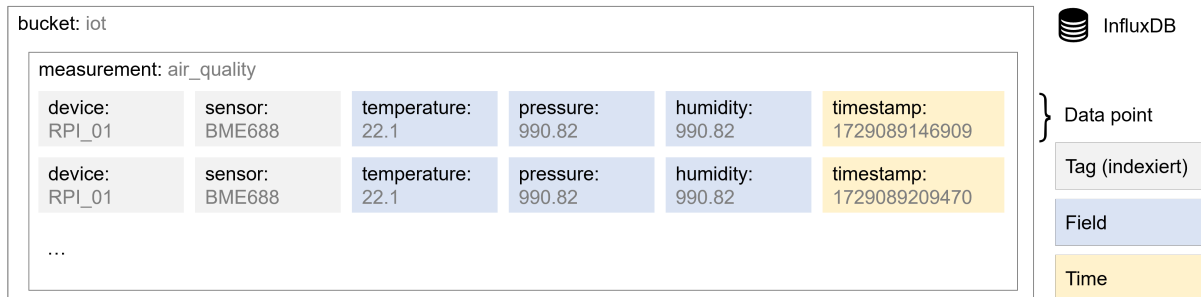 bucket: iot
InfluxDB
measurement: air_quality
device: sensor: temperature: pressure: humidity: timestamp:
RPI_01 BME688 22.1 990.82 990.82 1729089146909
Data point
device: sensor: temperature: pressure: humidity: timestamp:
RPI_01 BME688 22.1 990.82 990.82 1729089209470
...
Tag (indexiert)
Field
Time